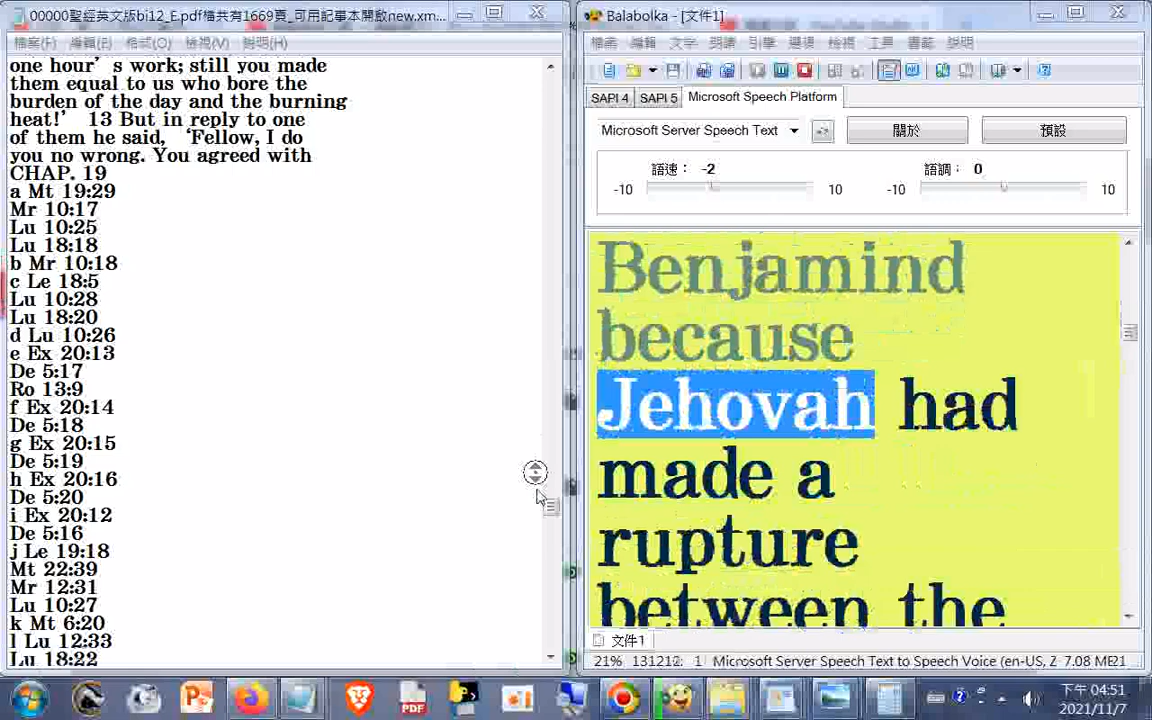 00000聖經英文版bi12_E.pdf檔共有1669頁_可用記事本開啟new.xm...
檔案(F) 編輯(E) 格式(O) 檢視(V) 說明(H)
one hour’ s work; still you made
them equal to us who bore the
burden of the day and the burning
heat!’ 13 But in reply to one
of them he said, ‘Fellow, I do
you no wrong. You agreed with
CHAP. 19
a Mt 19:29
Mr 10:17
Lu 10:25
Lu 18:18
b Mr 10:18
c Le 18:5
Lu 10:28
Lu 18:20
d Lu 10:26
e Ex 20:13
De 5:17
Ro 13:9
f Ex 20:14
De 5:18
g Ex 20:15
De 5:19
h Ex 20:16
De 5:20
i Ex 20:12
De 5:16
j Le 19:18
Mt 22:39
Mr 12:31
Lu 10:27
k Mt 6:20
l Lu 12:33
Lu 18:22
Balabolka - [文件1]
檔案 編輯 文字 朗讀 引擎 選項 檢視 工具 書籤 說明
SAPI 4 SAPI 5 Microsoft Speech Platform
Microsoft Server Speech Text 關於 預設
語速： -2 語調： 0
-10 10 -10 10
Benjamind
because
Jehovah had
made a
rupture
between the
文件1
21% 131212: 1 Microsoft Server Speech Text to Speech Voice (en-US, Z 7.08 ME21
PDF
下午 04:51
2021/11/7